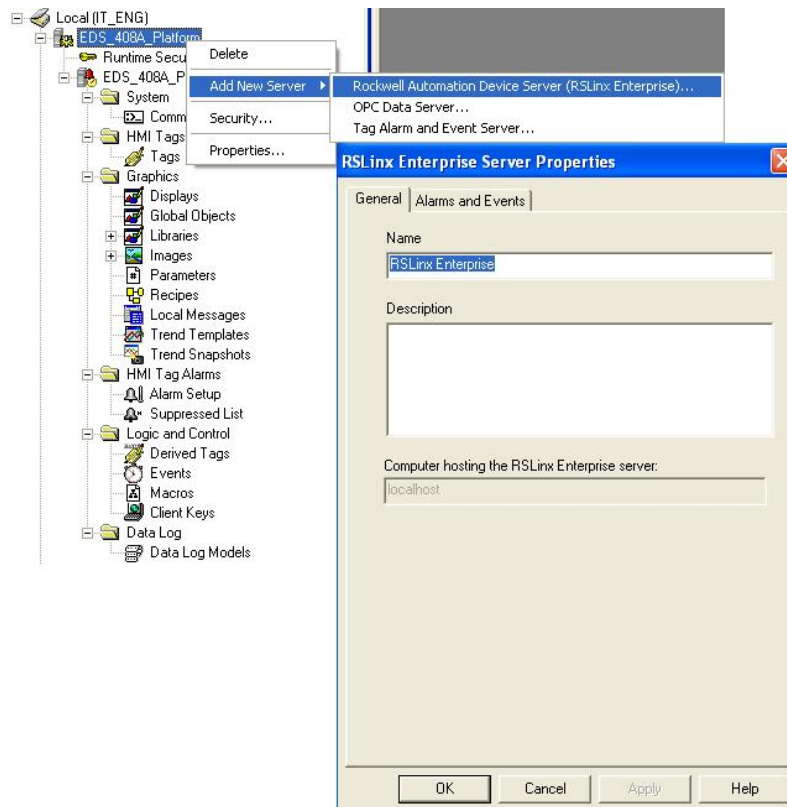 Local (IT_ENG)
EDS_408A_Platform
Runtime Secu
EDS_408A_P
System
Comm
HMI Tags
Tags
Graphics
Displays
Global Objects
Libraries
Images
Parameters
Recipes
Local Messages
Trend Templates
Trend Snapshots
HMI Tag Alarms
Alarm Setup
Suppressed List
Logic and Control
Derived Tags
Events
Macros
Client Keys
Data Log
Data Log Models
Delete
Add New Server
Security...
Properties...
Rockwell Automation Device Server (RSLinx Enterprise)...
OPC Data Server...
Tag Alarm and Event Server...
RSLinx Enterprise Server Properties
General
Alarms and Events
Name
RSLinx Enterprise
Description
Computer hosting the RSLinx Enterprise server:
localhost
OK
Cancel
Apply
Help